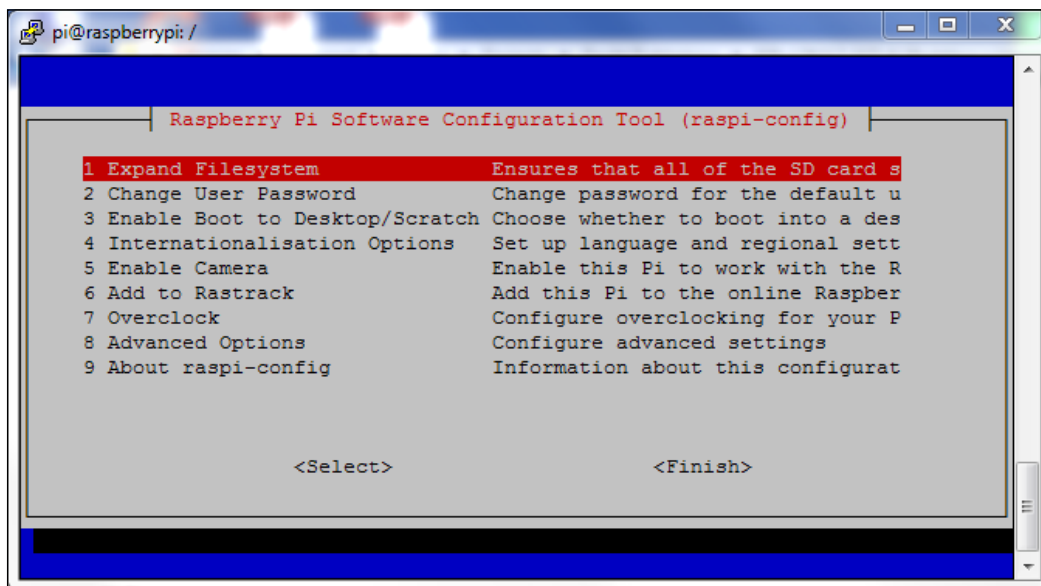 pi@raspberrypi: /
Raspberry Pi Software Configuration Tool (raspi-config)
1 Expand Filesystem Ensures that all of the SD card s
2 Change User Password Change password for the default u
3 Enable Boot to Desktop/Scratch Choose whether to boot into a des
4 Internationalisation Options Set up language and regional sett
5 Enable Camera Enable this Pi to work with the R
6 Add to Rastrack Add this Pi to the online Raspber
7 Overclock Configure overclocking for your P
8 Advanced Options Configure advanced settings
9 About raspi-config Information about this configurat
<Select> <Finish>